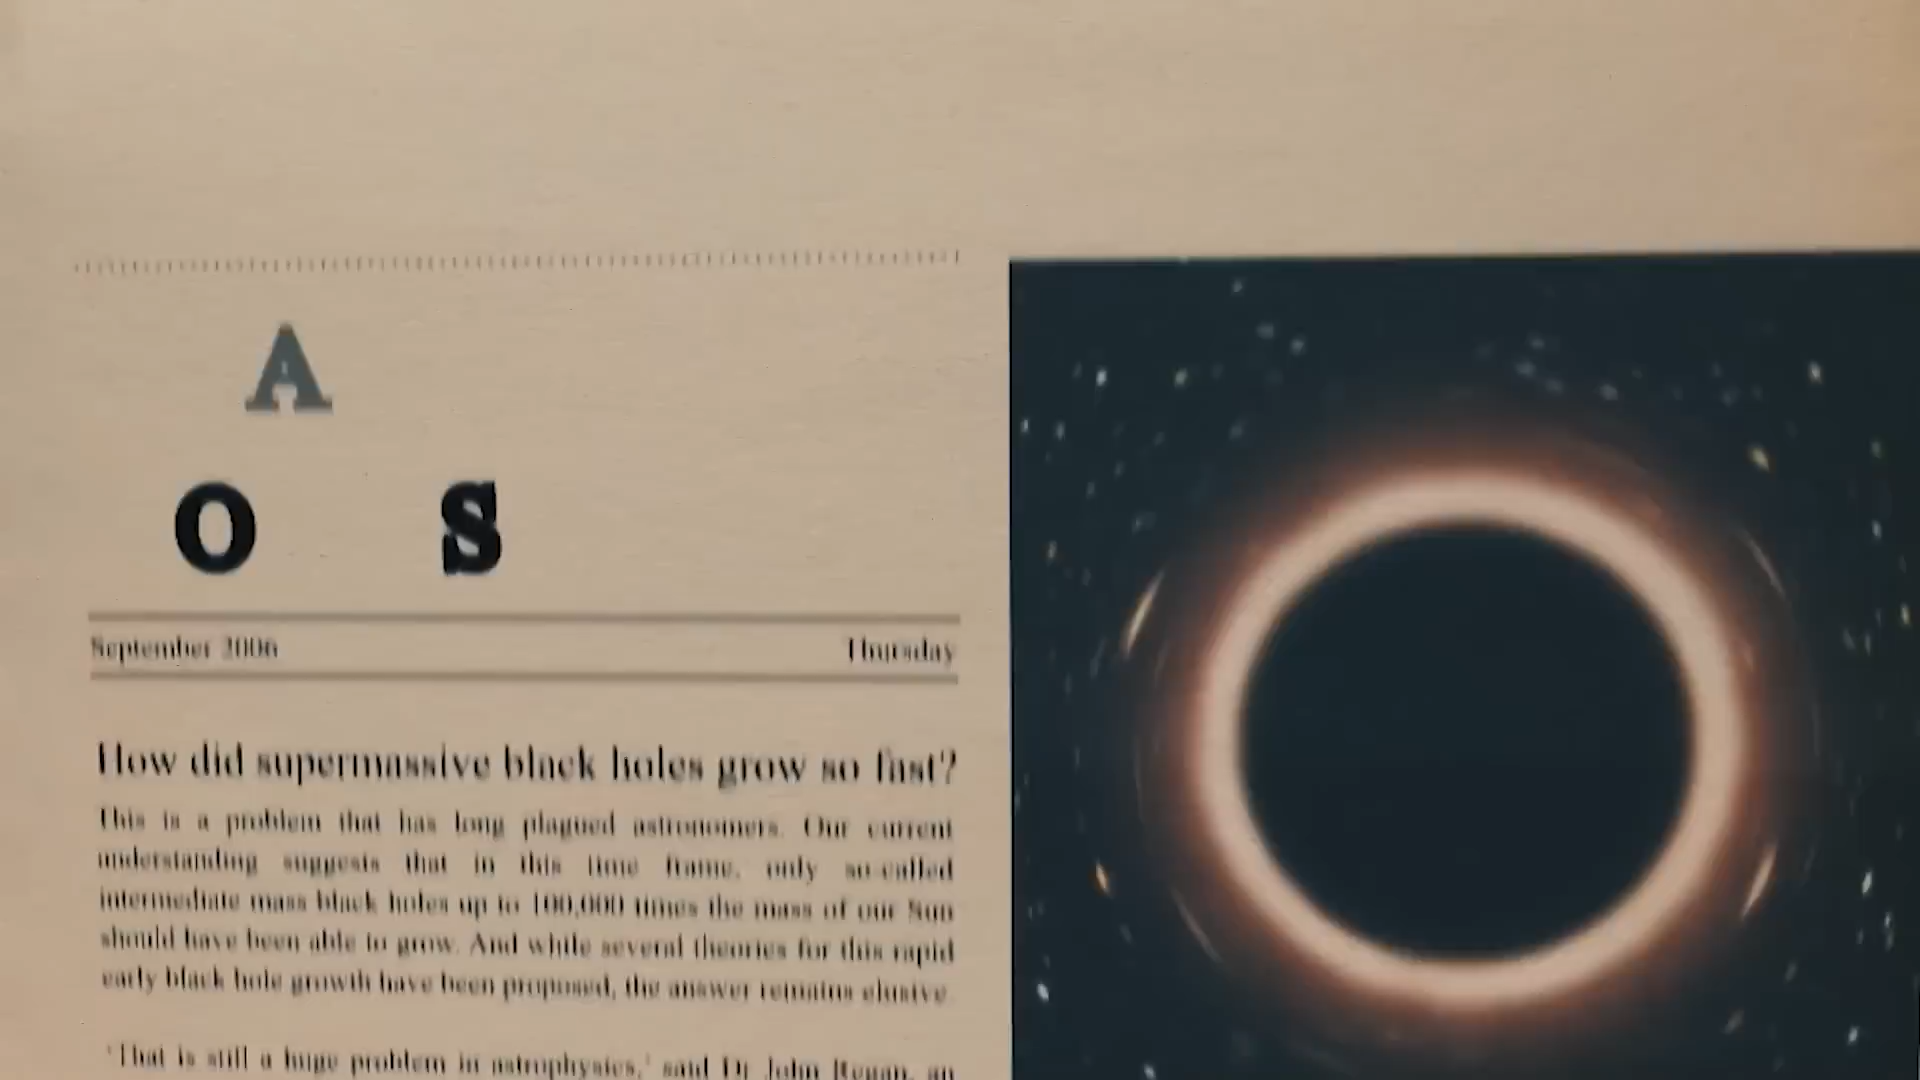 A
O S
September 2006 Thursday
How did supermassive black holes grow so fast?
This is a problem that has long plagued astronomers. Our current
understanding suggests that in this time frame, only so-called
intermediate mass black holes up to 100,000 times the mass of our Sun
should have been able to grow. And while several theories for this rapid
early black hole growth have been proposed, the answer remains elusive.
'That is still a huge problem in astrophysics,' said Dr John Regan, an